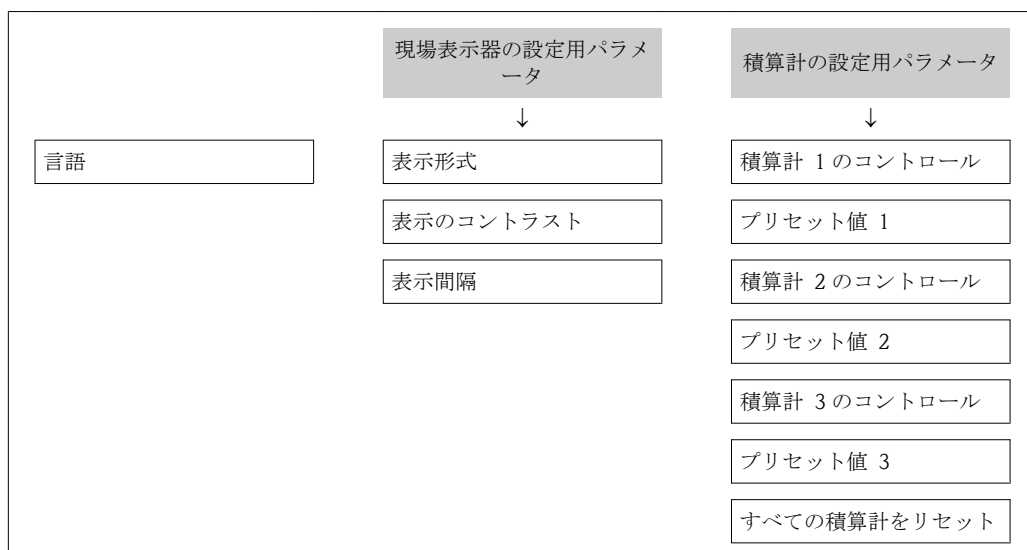 現場表示器の設定用パラメ
ータ
積算計の設定用パラメータ
↓
↓
言語
表示形式
積算計 1 のコントロール
表示のコントラスト
プリセット値 1
表示間隔
積算計 2 のコントロール
プリセット値 2
積算計 3 のコントロール
プリセット値 3
すべての積算計をリセット